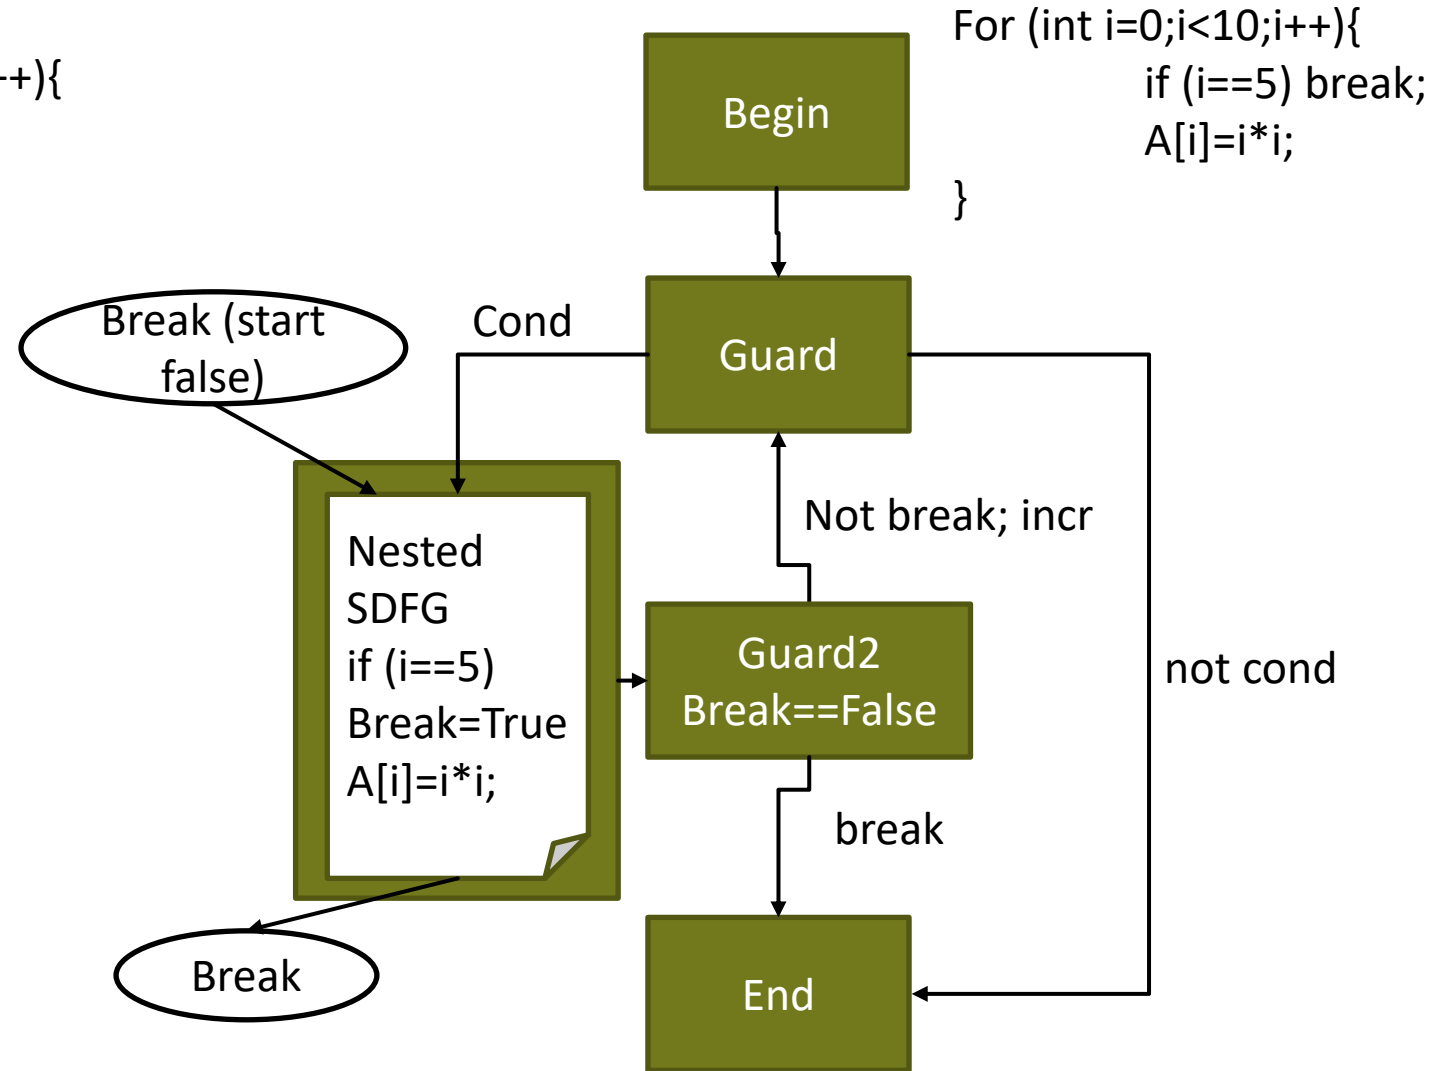 For (int i=0;i<10;i++){
if (i==5) break;
A[i]=i*i;
}
+){
Begin
Break (start
false)
Cond
Guard
Not break; incr
Nested
SDFG
if (i==5)
Break=True
A[i]=i*i;
Guard2
Break==False
not cond
break
Break
End